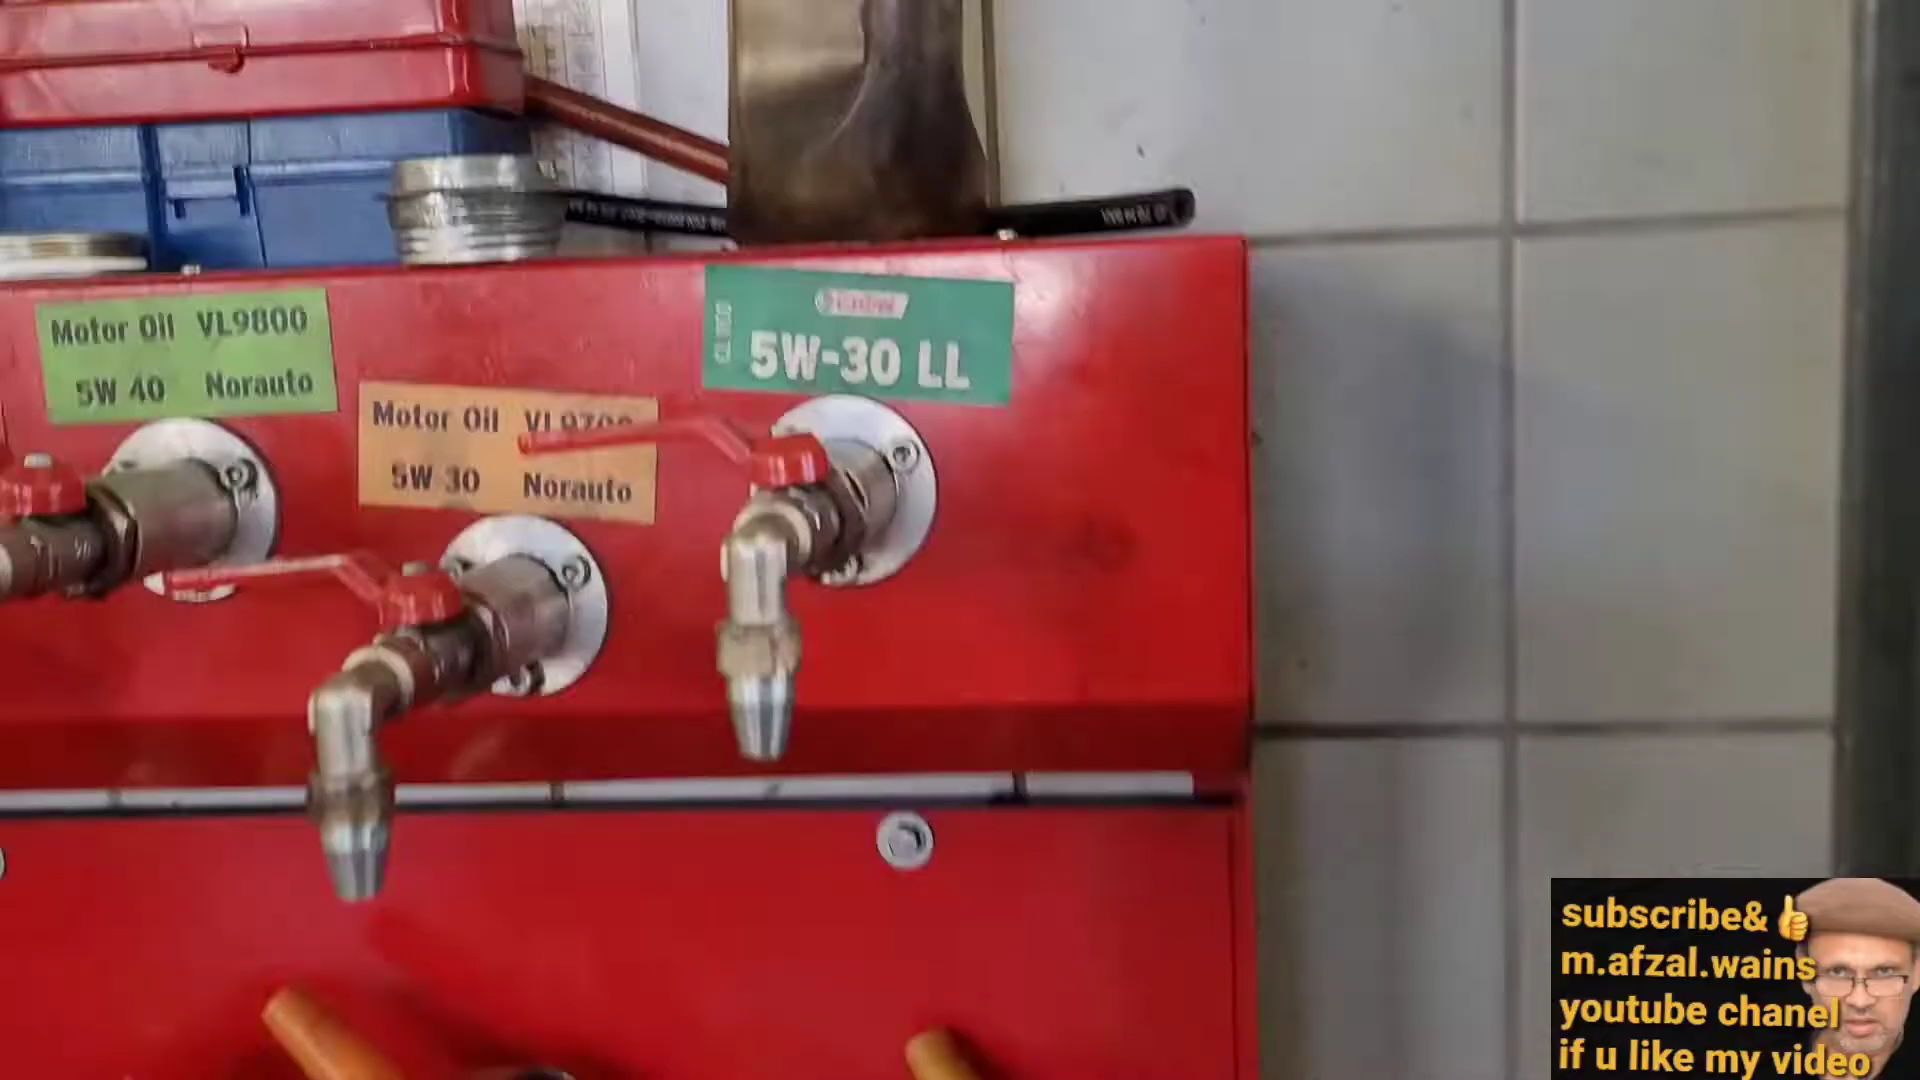 Motor Oil VL9800
5W 40 Norauto
Motor Oil
5W 30 Norauto
Castrol
5W-30 LL
subscribe& 👍
m.afzal.wains
youtube chanel
if u like my video